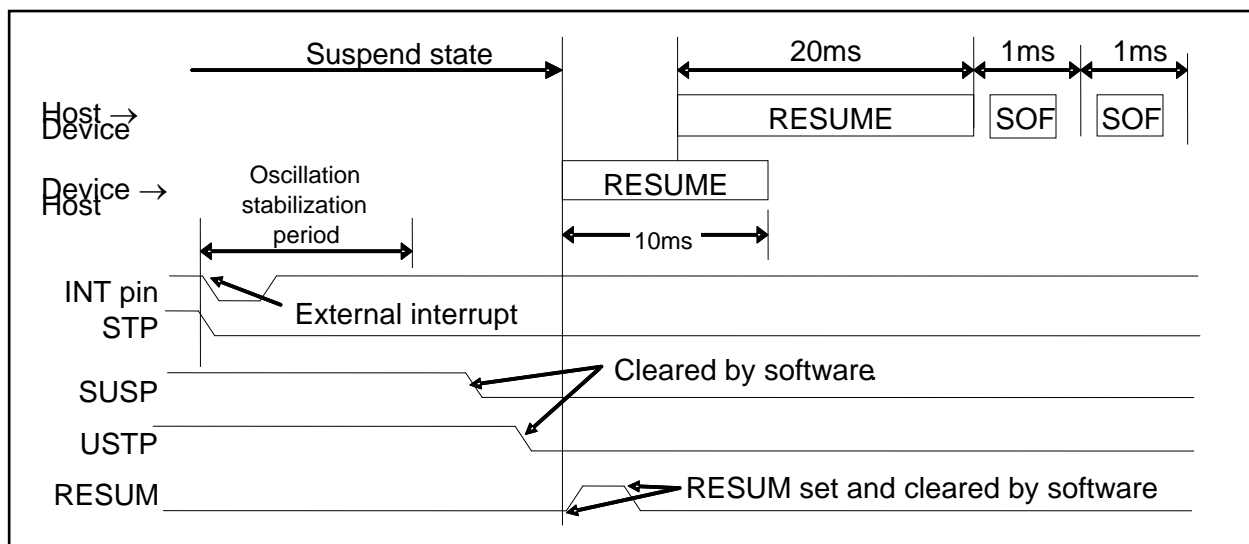 Suspend state
20ms
1ms
1ms
Host →
Device
RESUME
SOF
SOF
Device →
Host
RESUME
Oscillation
stabilization
period
10ms
INT pin
External interrupt
STP
Cleared by software.
SUSP
USTP
RESUM
RESUM set and cleared by software